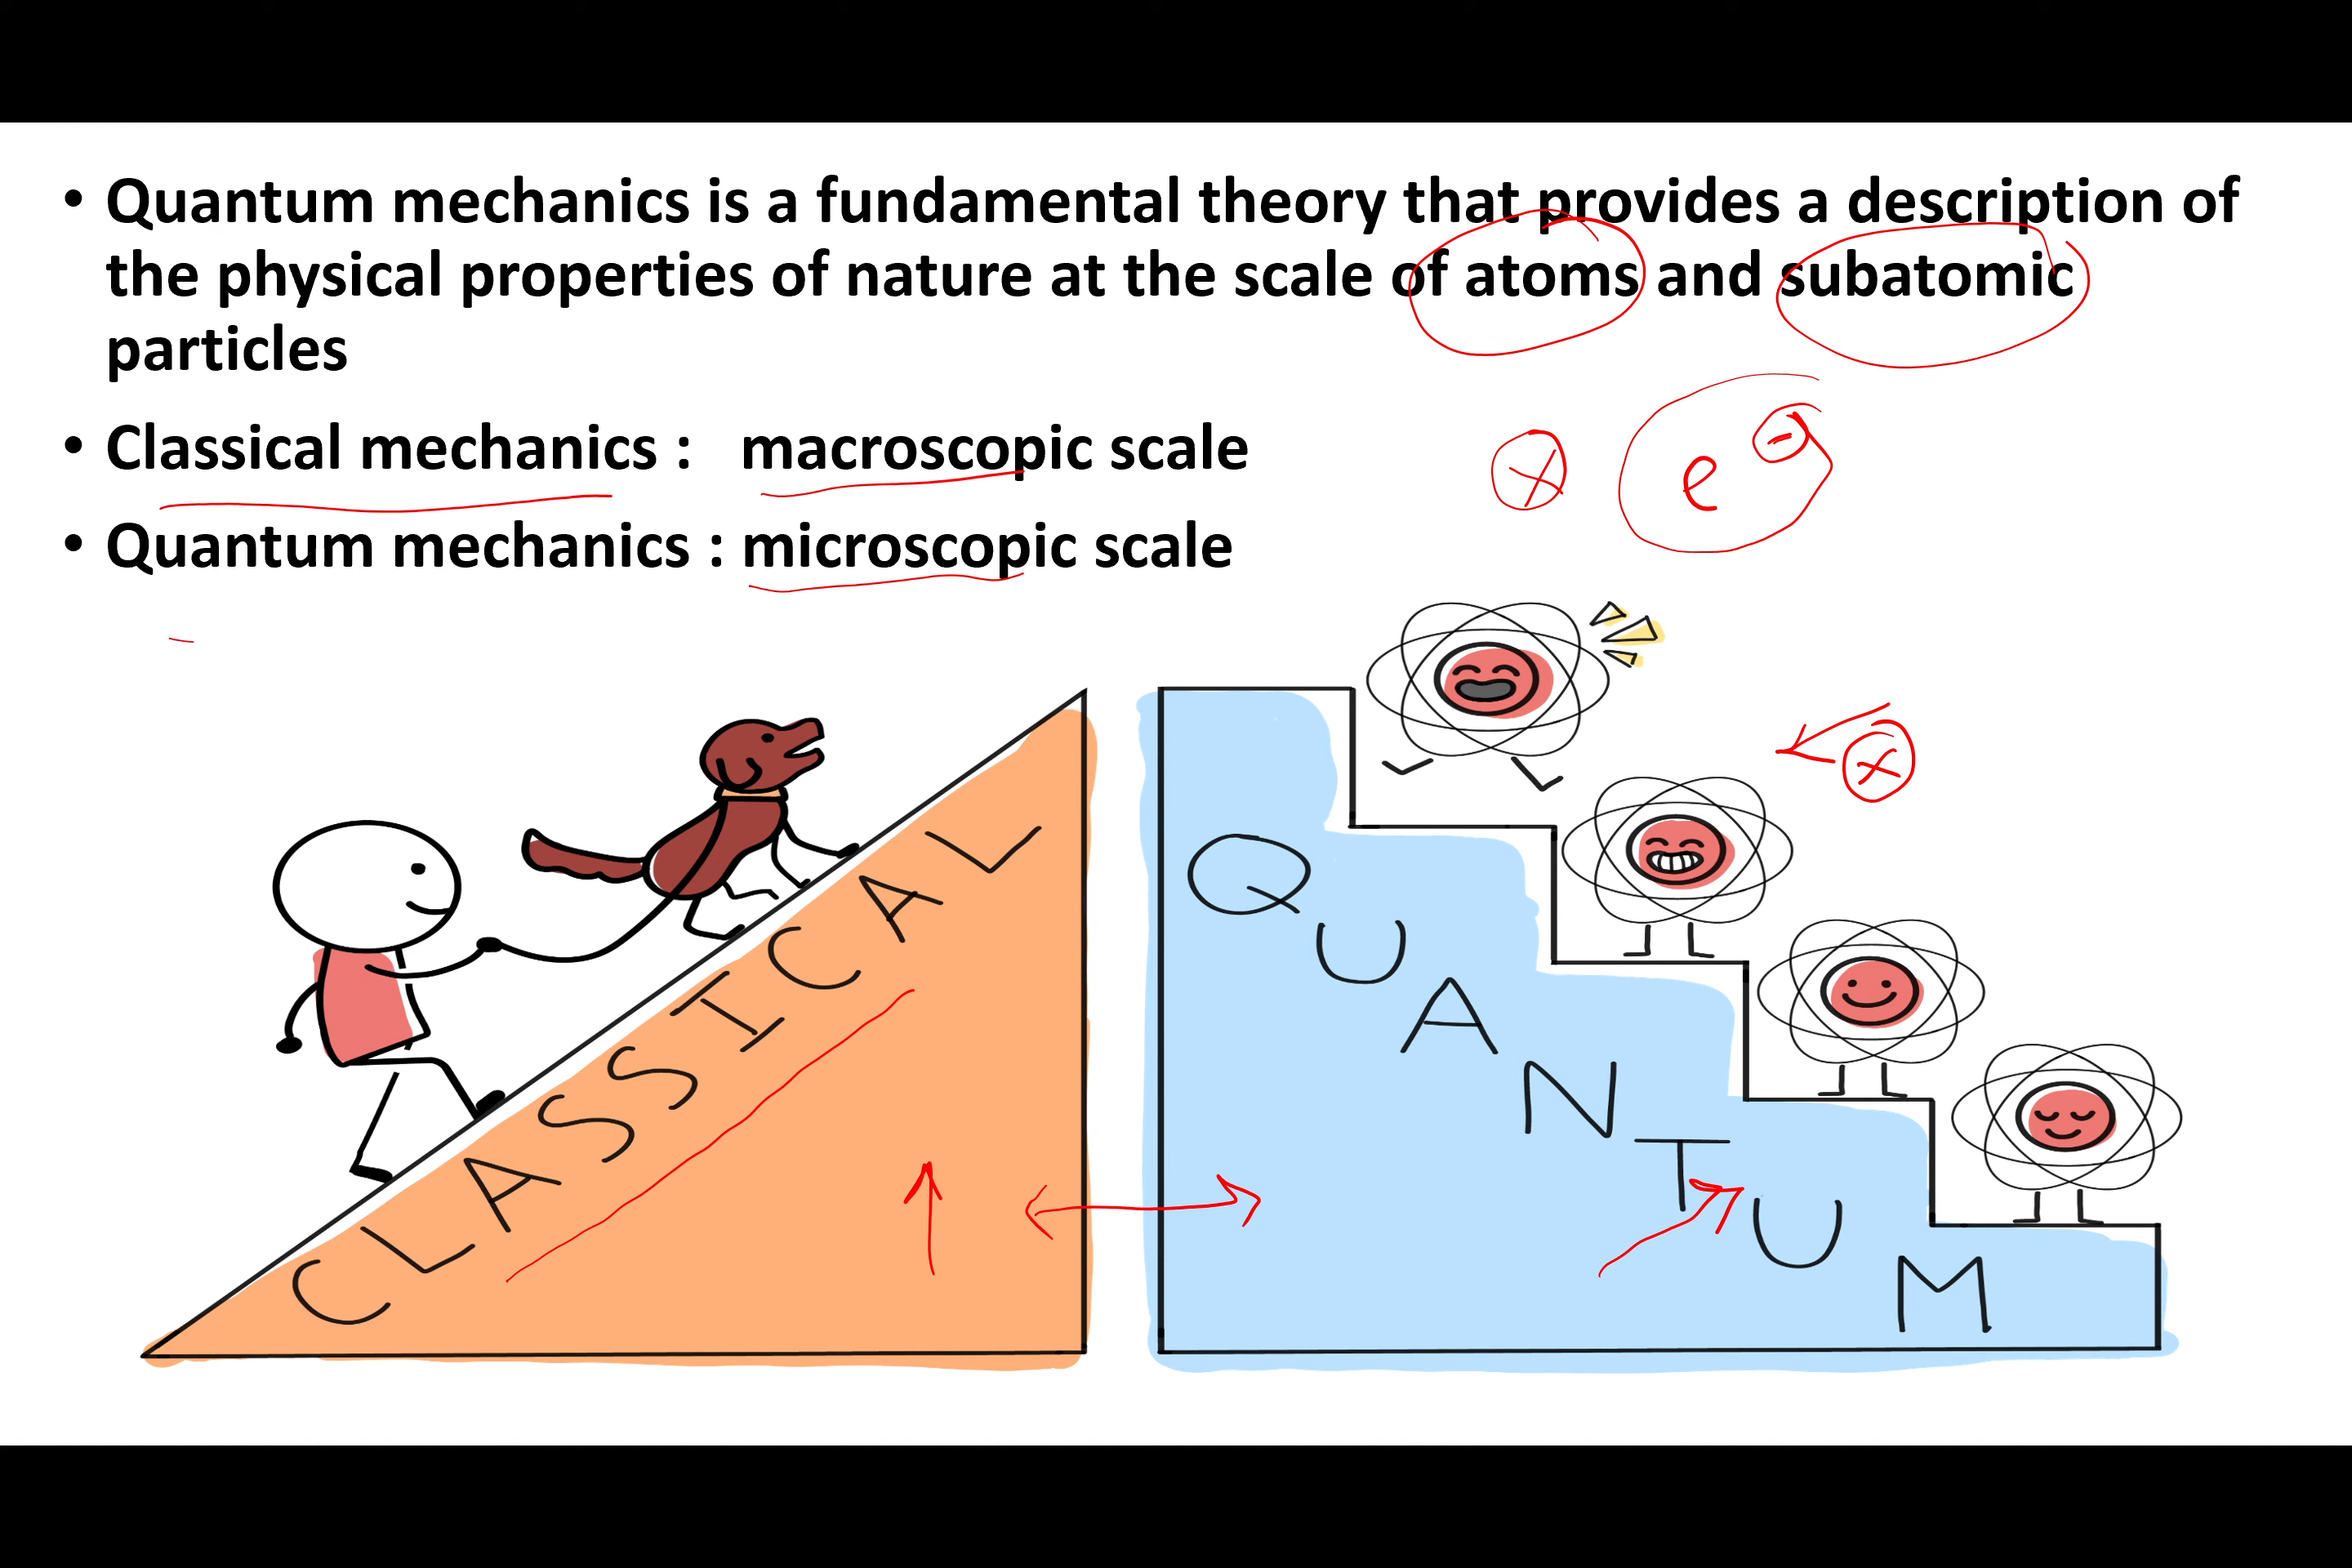 • Quantum mechanics is a fundamental theory that provides a description of
the physical properties of nature at the scale of atoms and subatomic
particles
• Classical mechanics : macroscopic scale
• Quantum mechanics : microscopic scale
e⁻
CLASSICAL
QUANTUM